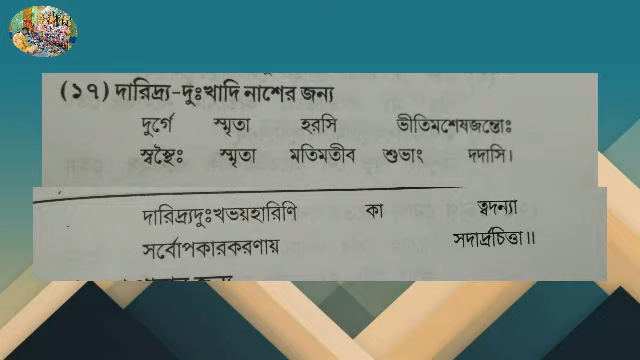 (১৭) দারিদ্র্য-দুঃখাদি নাশের জন্য
দুর্গে স্মৃতা হরসি ভীতিমশেষজন্তোঃ
স্বস্থৈঃ স্মৃতা মতিমতীব শুভাং দদাসি।
দারিদ্র্যদুঃখভয়হারিণি কা ত্বদন্যা
সর্বোপকারকরণায় সদার্দ্রচিত্তা॥